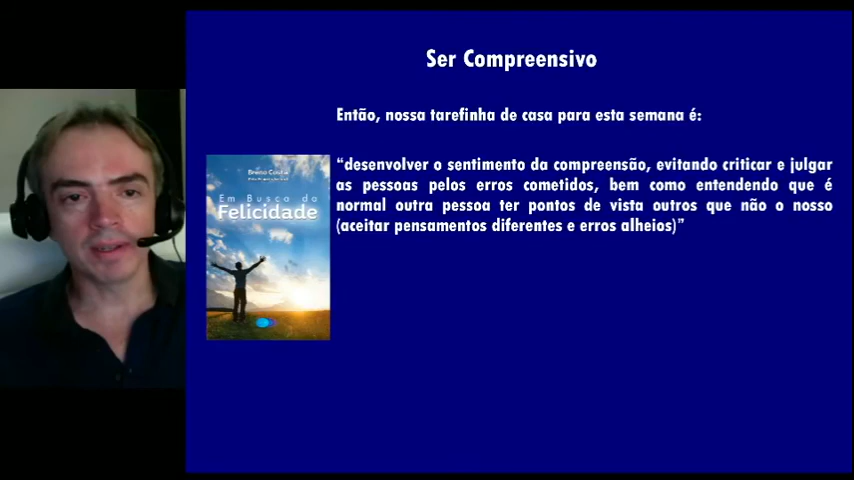 Ser Compreensivo
Então, nossa tarefinha de casa para esta semana é:
“desenvolver o sentimento da compreensão, evitando criticar e julgar
as pessoas pelos erros cometidos, bem como entendendo que é
normal outra pessoa ter pontos de vista outros que não o nosso
(aceitar pensamentos diferentes e erros alheios)”
Breno Costa
Em Busca da
Felicidade